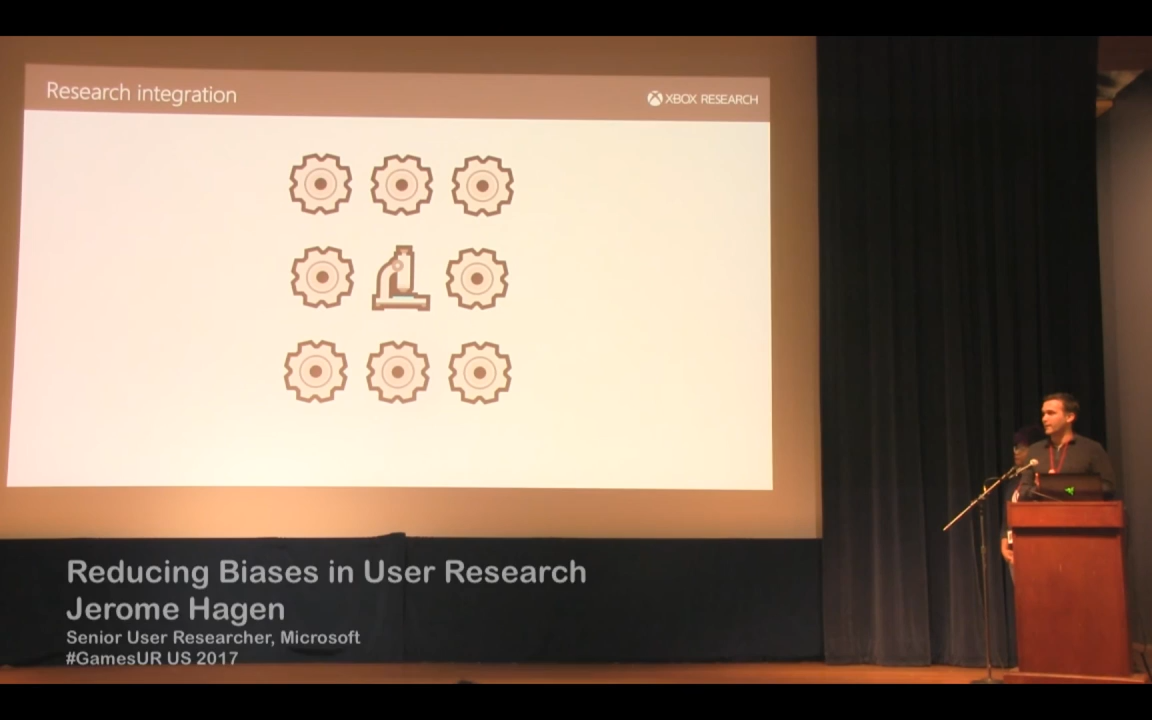 Research integration
XBOX RESEARCH
Reducing Biases in User Research
Jerome Hagen
Senior User Researcher, Microsoft
#GamesUR US 2017